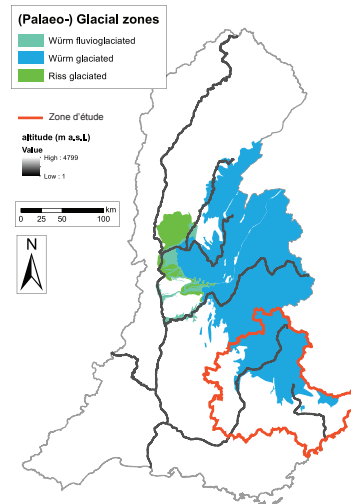 (Palaeo-) Glacial zones
Würm fluvioglaciated
Würm glaciated
Riss glaciated
Zone d'étude
altitude (m a.s.l.)
Value
High : 4799
Low : 1
km
0 25 50 100
N